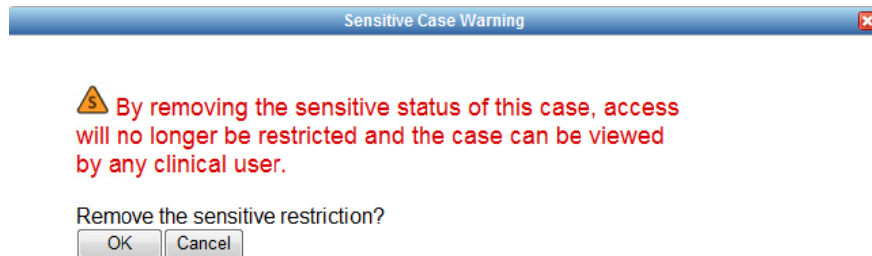 Sensitive Case Warning
S By removing the sensitive status of this case, access
will no longer be restricted and the case can be viewed
by any clinical user.
Remove the sensitive restriction?
OK Cancel